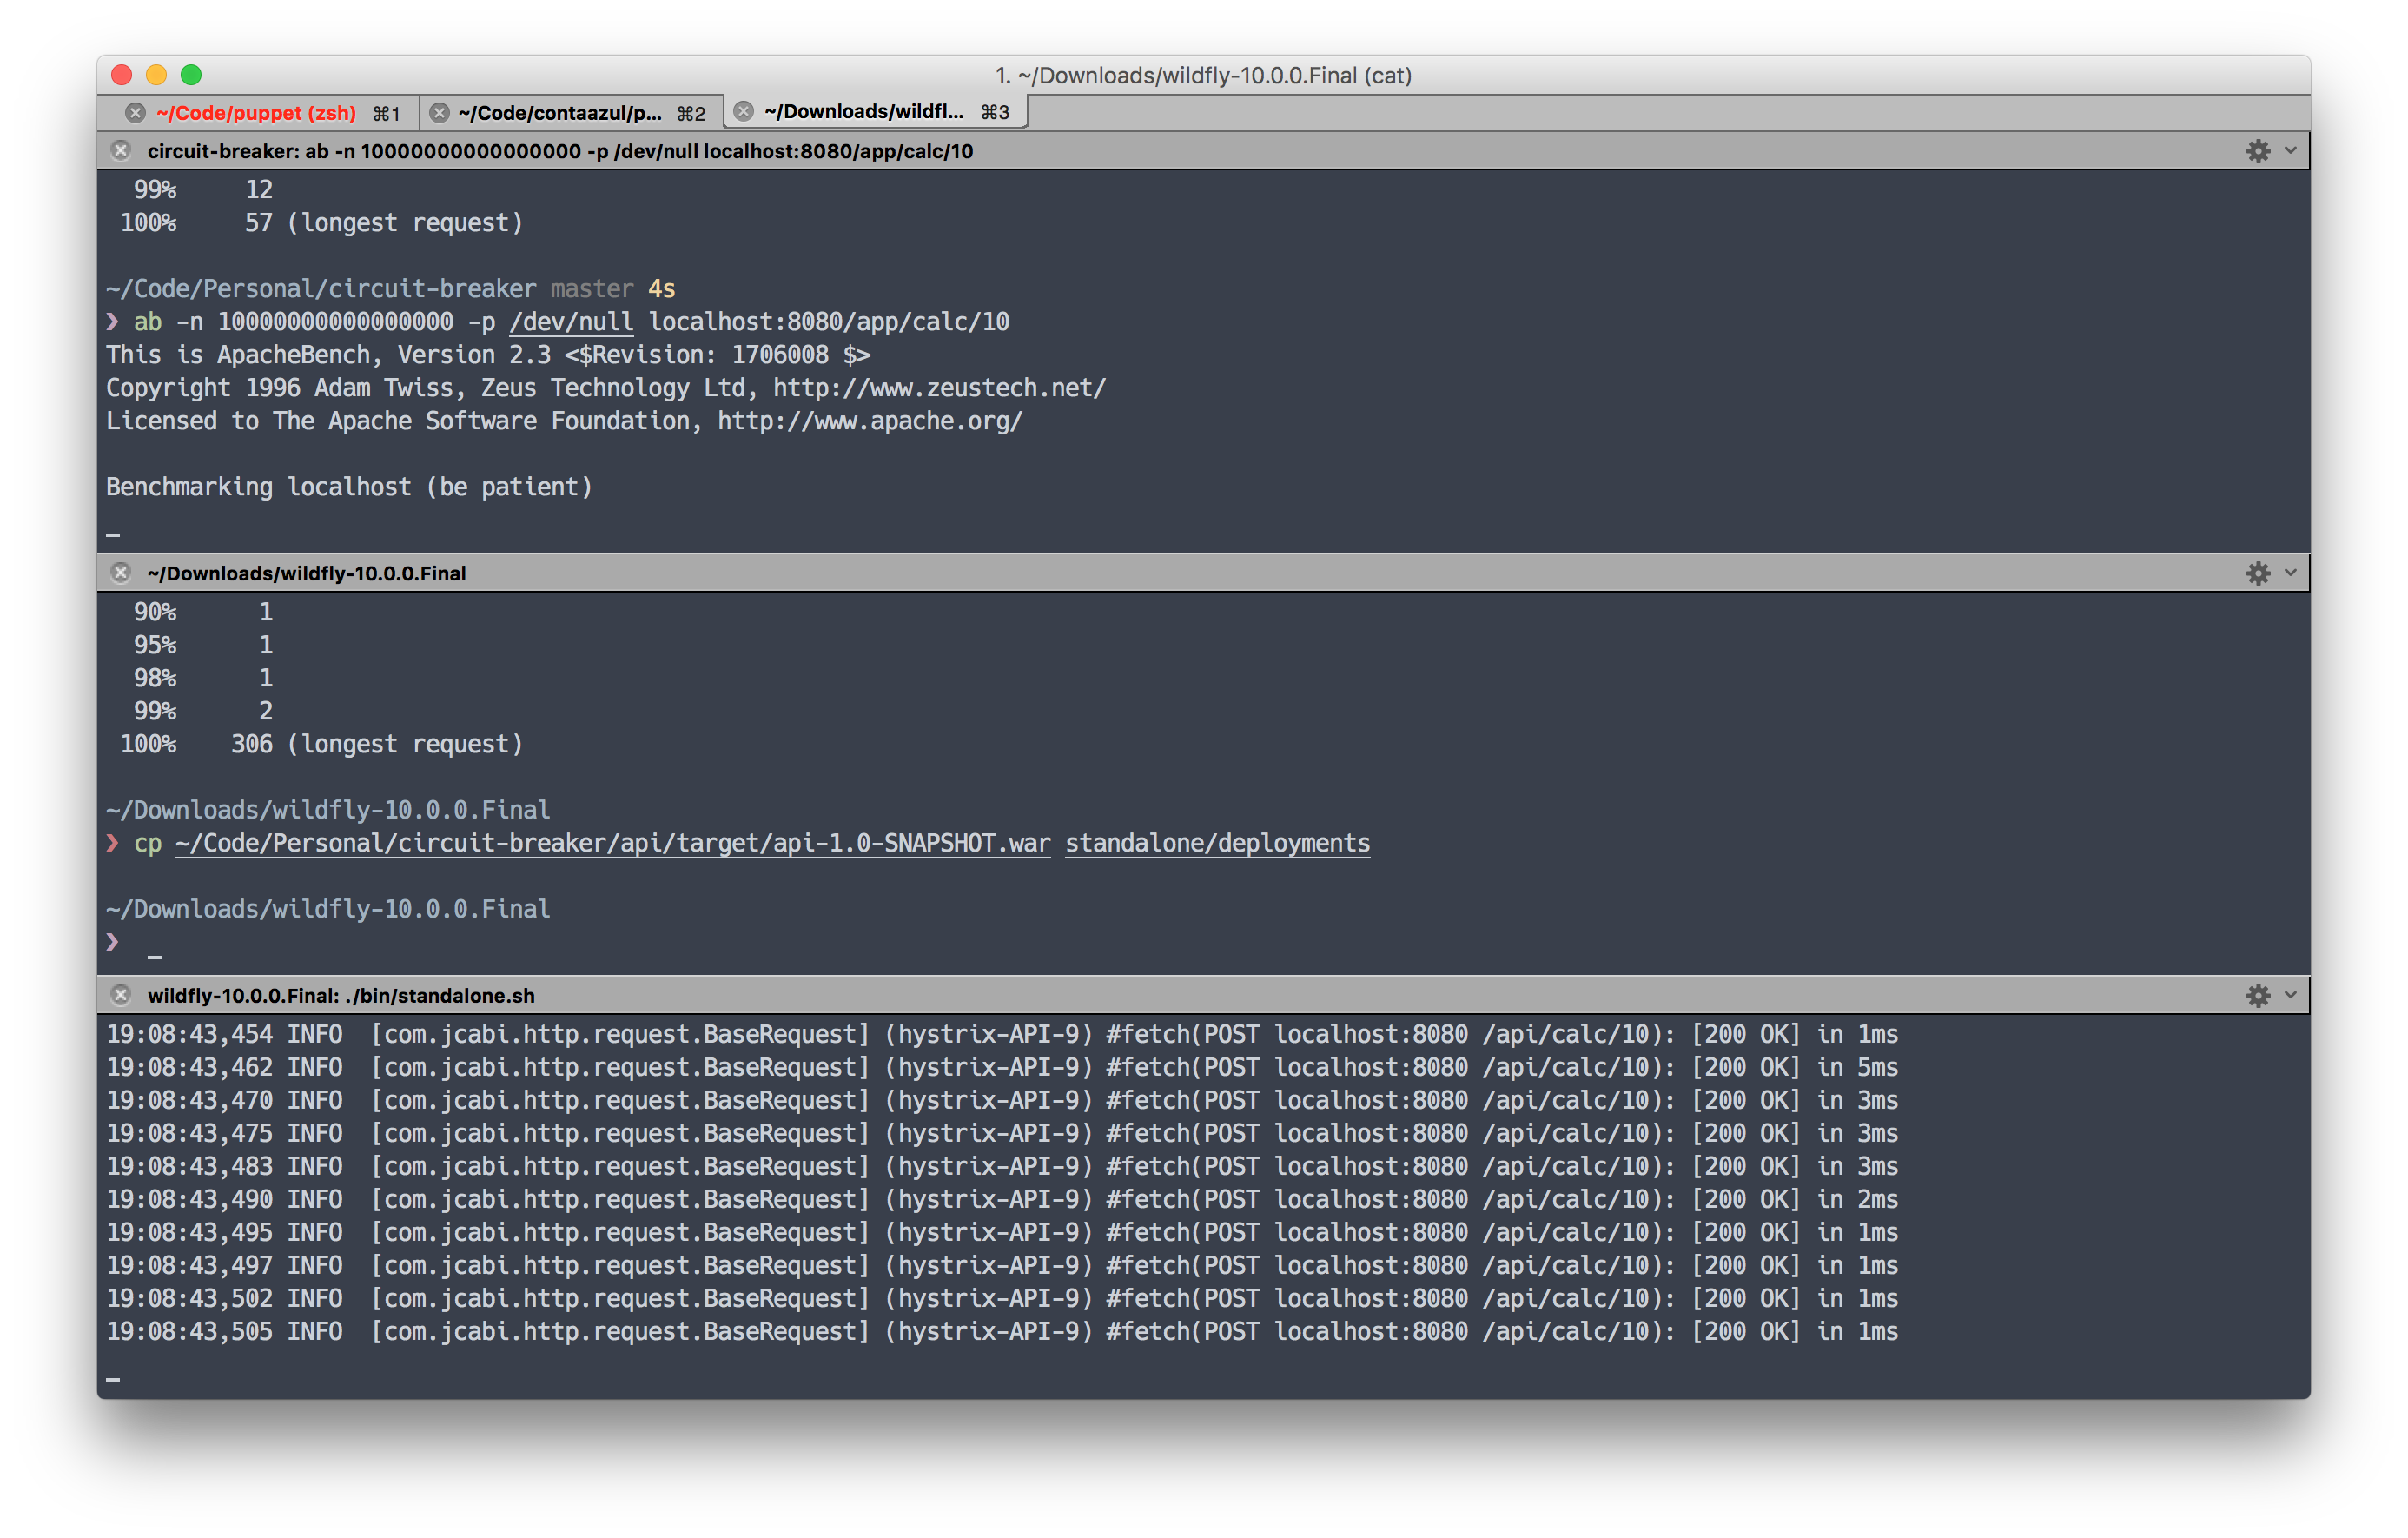 1. ~/Downloads/wildfly-10.0.0.Final (cat)
~/Code/puppet (zsh) ⌘1 ~/Code/contaazul/p... ⌘2 ~/Downloads/wildfl... ⌘3
circuit-breaker: ab -n 10000000000000000 -p /dev/null localhost:8080/app/calc/10
99% 12
100% 57 (longest request)
~/Code/Personal/circuit-breaker master 4s
❯ ab -n 10000000000000000 -p /dev/null localhost:8080/app/calc/10
This is ApacheBench, Version 2.3 <$Revision: 1706008 $>
Copyright 1996 Adam Twiss, Zeus Technology Ltd, http://www.zeustech.net/
Licensed to The Apache Software Foundation, http://www.apache.org/
Benchmarking localhost (be patient)
~/Downloads/wildfly-10.0.0.Final
90% 1
95% 1
98% 1
99% 2
100% 306 (longest request)
~/Downloads/wildfly-10.0.0.Final
❯ cp ~/Code/Personal/circuit-breaker/api/target/api-1.0-SNAPSHOT.war standalone/deployments
~/Downloads/wildfly-10.0.0.Final
❯
wildfly-10.0.0.Final: ./bin/standalone.sh
19:08:43,454 INFO [com.jcabi.http.request.BaseRequest] (hystrix-API-9) #fetch(POST localhost:8080 /api/calc/10): [200 OK] in 1ms
19:08:43,462 INFO [com.jcabi.http.request.BaseRequest] (hystrix-API-9) #fetch(POST localhost:8080 /api/calc/10): [200 OK] in 5ms
19:08:43,470 INFO [com.jcabi.http.request.BaseRequest] (hystrix-API-9) #fetch(POST localhost:8080 /api/calc/10): [200 OK] in 3ms
19:08:43,475 INFO [com.jcabi.http.request.BaseRequest] (hystrix-API-9) #fetch(POST localhost:8080 /api/calc/10): [200 OK] in 3ms
19:08:43,483 INFO [com.jcabi.http.request.BaseRequest] (hystrix-API-9) #fetch(POST localhost:8080 /api/calc/10): [200 OK] in 3ms
19:08:43,490 INFO [com.jcabi.http.request.BaseRequest] (hystrix-API-9) #fetch(POST localhost:8080 /api/calc/10): [200 OK] in 2ms
19:08:43,495 INFO [com.jcabi.http.request.BaseRequest] (hystrix-API-9) #fetch(POST localhost:8080 /api/calc/10): [200 OK] in 1ms
19:08:43,497 INFO [com.jcabi.http.request.BaseRequest] (hystrix-API-9) #fetch(POST localhost:8080 /api/calc/10): [200 OK] in 1ms
19:08:43,502 INFO [com.jcabi.http.request.BaseRequest] (hystrix-API-9) #fetch(POST localhost:8080 /api/calc/10): [200 OK] in 1ms
19:08:43,505 INFO [com.jcabi.http.request.BaseRequest] (hystrix-API-9) #fetch(POST localhost:8080 /api/calc/10): [200 OK] in 1ms